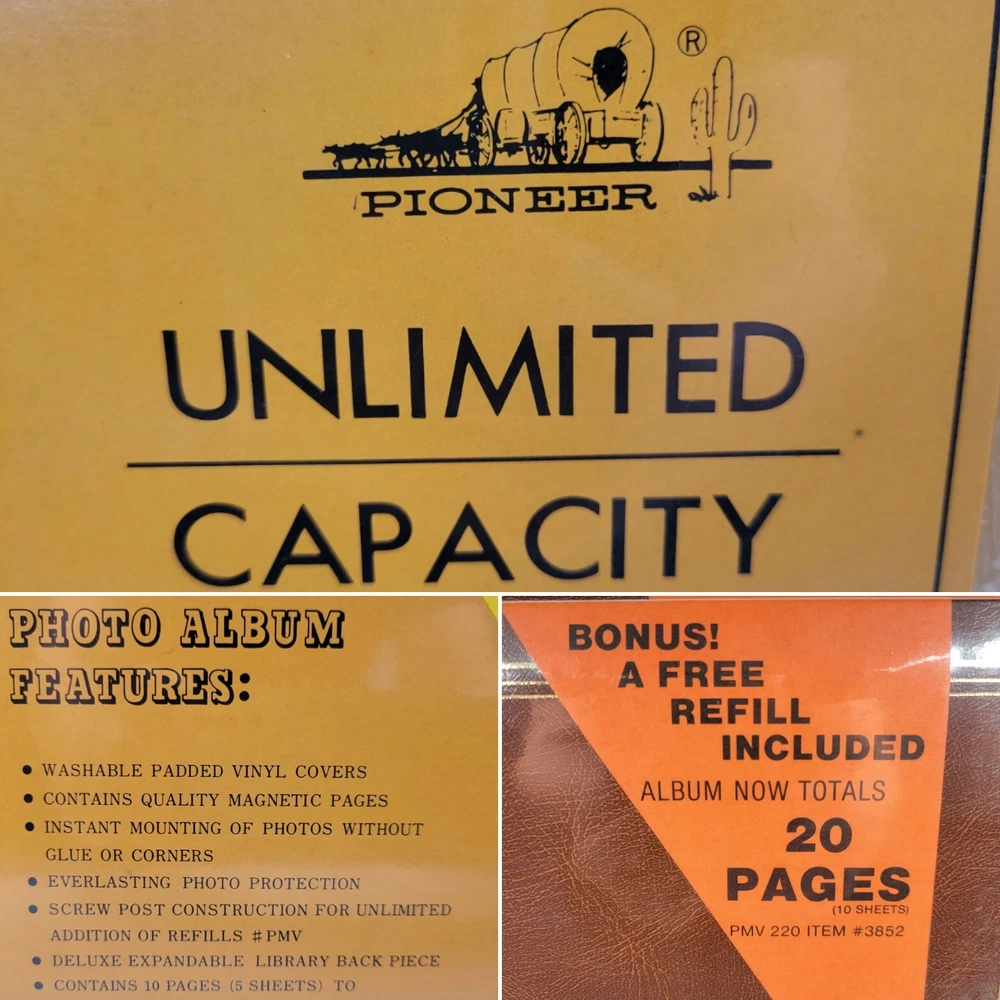 ®
PIONEER
UNLIMITED
CAPACITY
PHOTO ALBUM
FEATURES:
• WASHABLE PADDED VINYL COVERS
• CONTAINS QUALITY MAGNETIC PAGES
• INSTANT MOUNTING OF PHOTOS WITHOUT
GLUE OR CORNERS
• EVERLASTING PHOTO PROTECTION
• SCREW POST CONSTRUCTION FOR UNLIMITED
ADDITION OF REFILLS #PMV
• DELUXE EXPANDABLE LIBRARY BACK PIECE
• CONTAINS 10 PAGES (5 SHEETS) TO
BONUS!
A FREE
REFILL
INCLUDED
ALBUM NOW TOTALS
20
PAGES
(10 SHEETS)
PMV 220 ITEM #3852